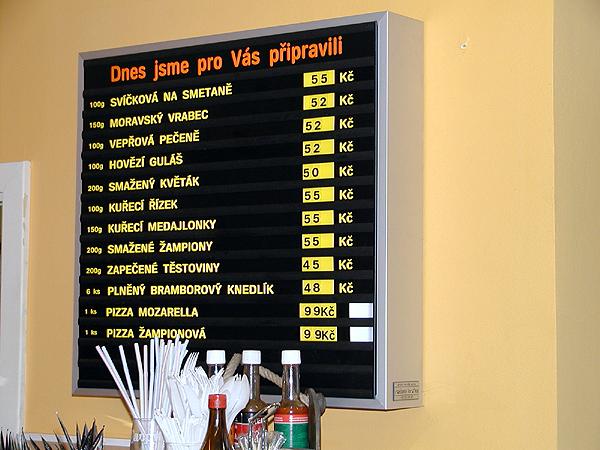 Dnes jsme pro Vás připravili
100g SVÍČKOVÁ NA SMETANĚ 55 Kč
150g MORAVSKÝ VRABEC 52 Kč
100g VEPŘOVÁ PEČENĚ 52 Kč
100g HOVĚZÍ GULÁŠ 52 Kč
200g SMAŽENÝ KVĚTÁK 50 Kč
100g KUŘECÍ ŘÍZEK 55 Kč
150g KUŘECÍ MEDAJLONKY 55 Kč
200g SMAŽENÉ ŽAMPIONY 55 Kč
200g ZAPEČENÉ TĚSTOVINY 45 Kč
6 ks PLNĚNÝ BRAMBOROVÝ KNEDLÍK 48 Kč
1 ks PIZZA MOZARELLA 99Kč
1 ks PIZZA ŽAMPIONOVÁ 99Kč